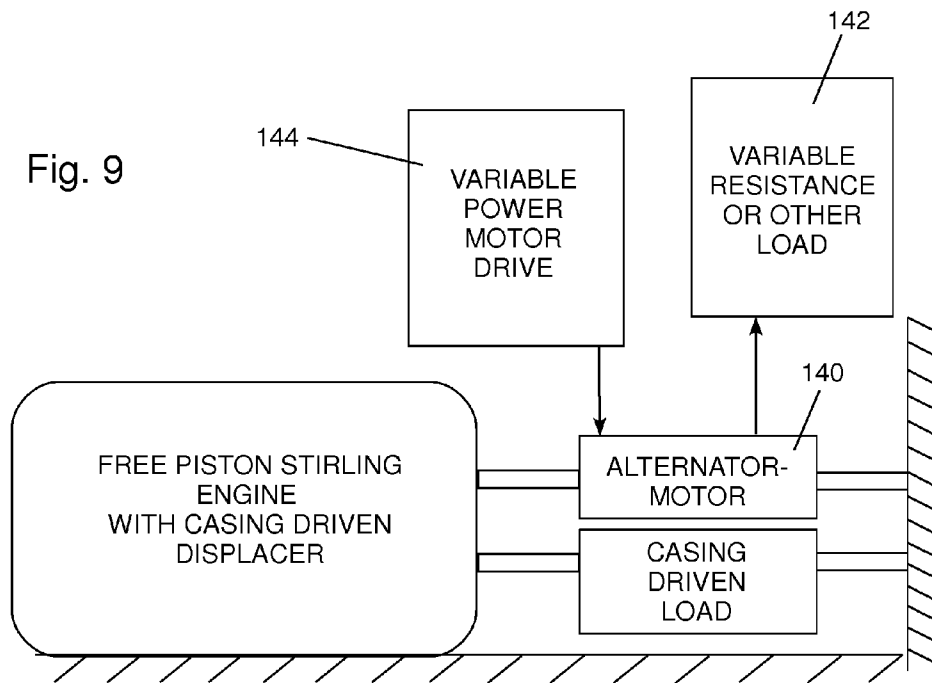 142
144
Fig. 9
VARIABLE
POWER
MOTOR
DRIVE
VARIABLE
RESISTANCE
OR OTHER
LOAD
140
FREE PISTON STIRLING
ENGINE
WITH CASING DRIVEN
DISPLACER
ALTERNATOR-
MOTOR
CASING
DRIVEN
LOAD